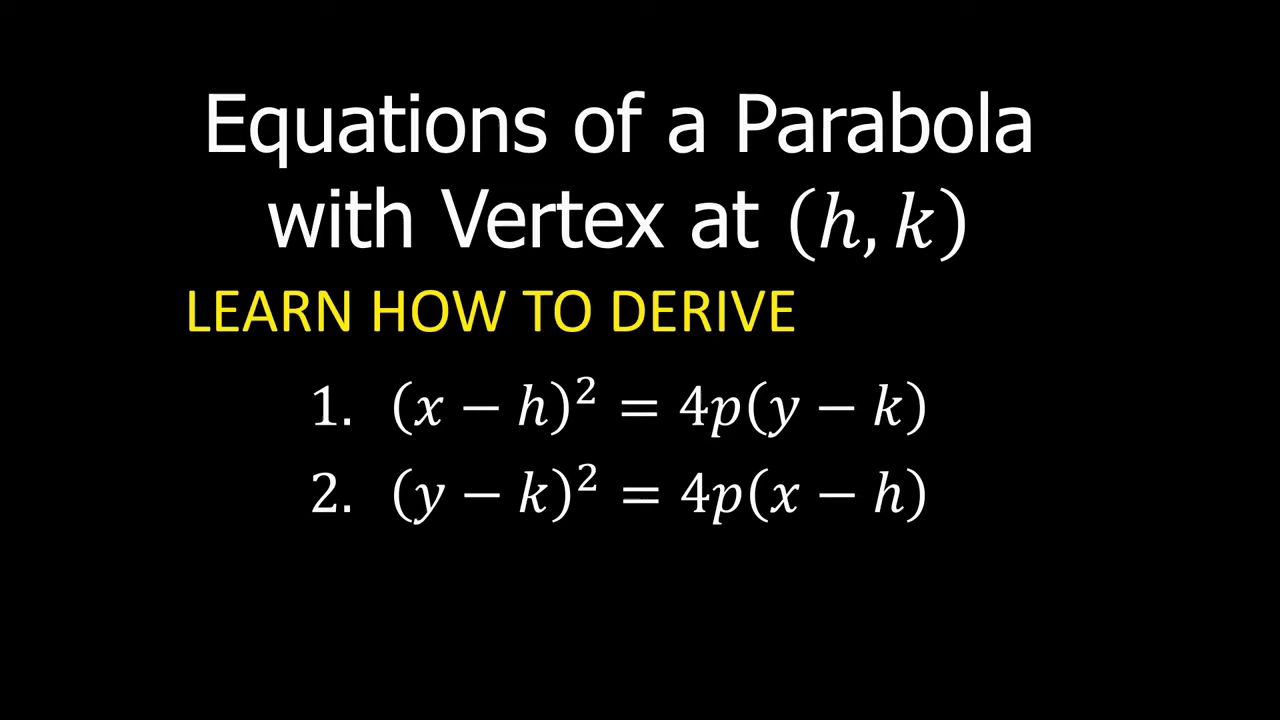 Equations of a Parabola
with Vertex at (h, k)
LEARN HOW TO DERIVE
1. (x − h)² = 4p(y − k)
2. (y − k)² = 4p(x − h)